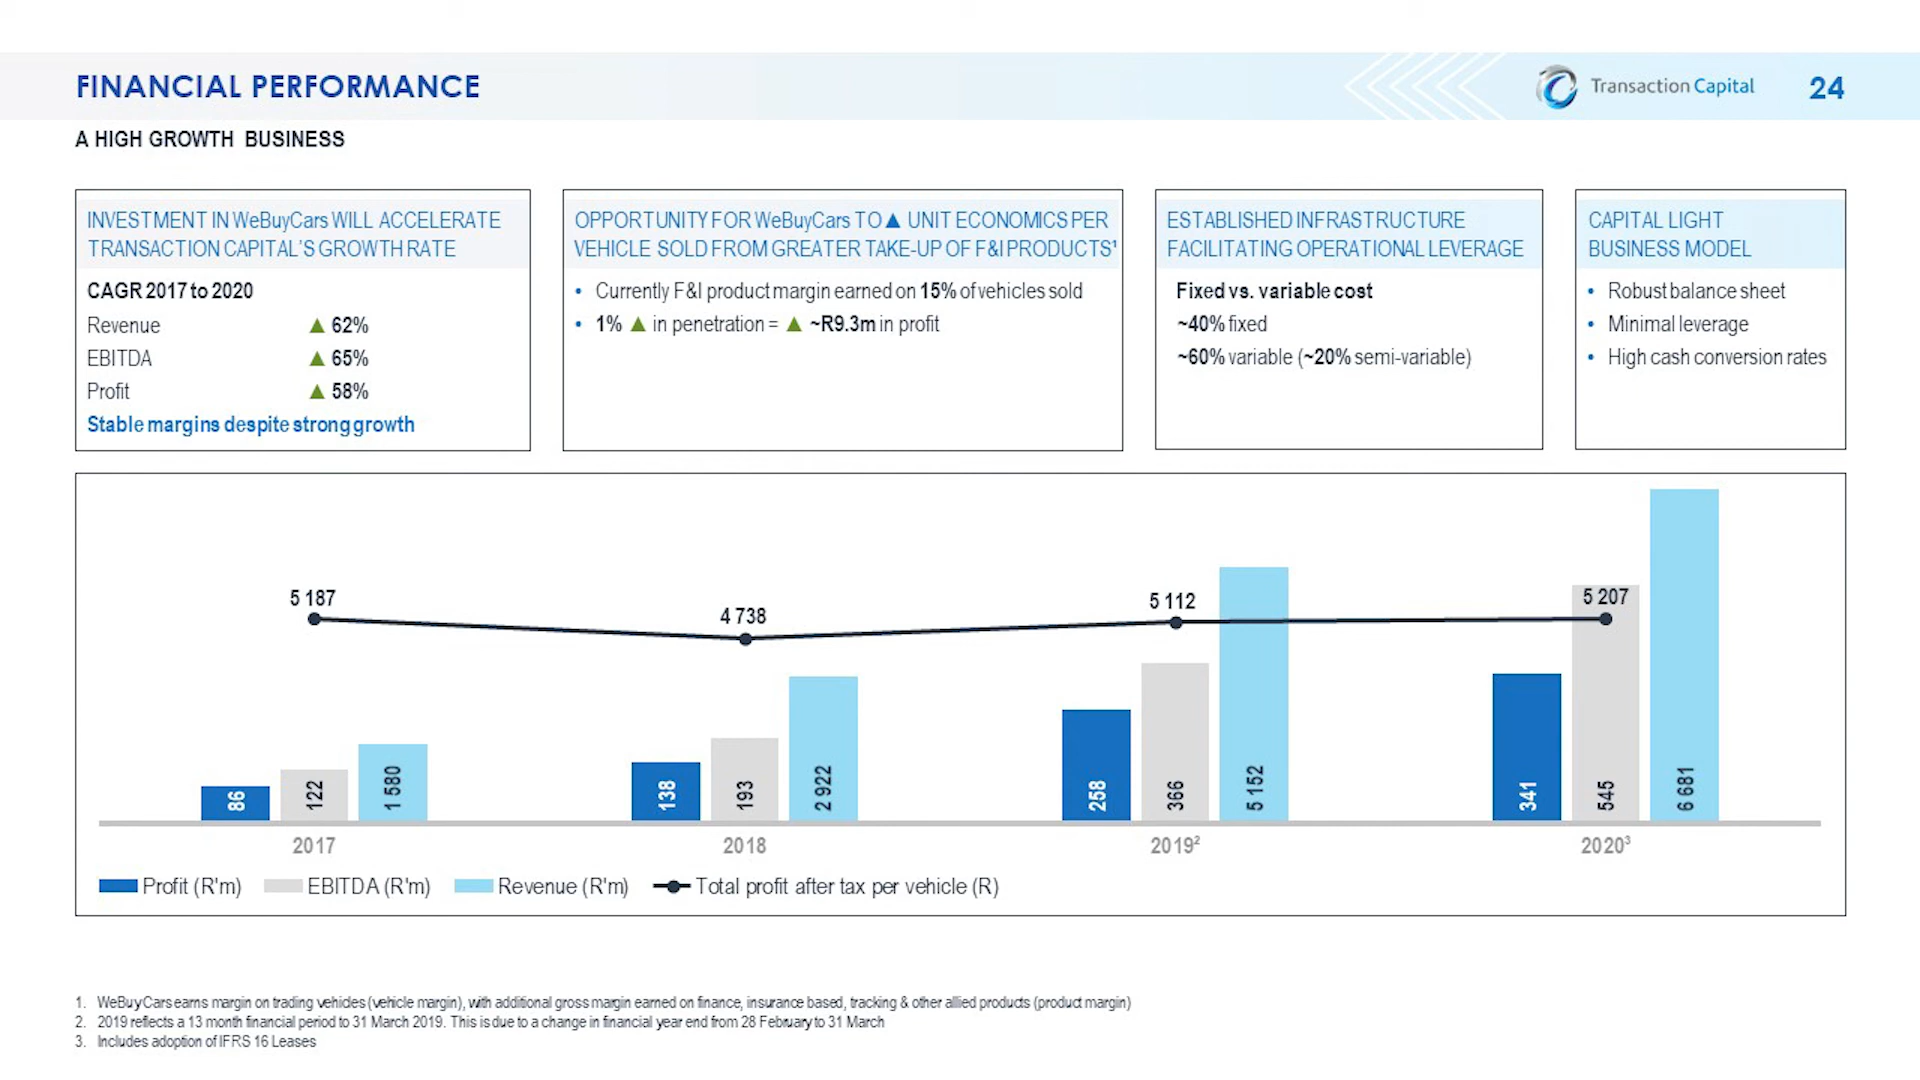 FINANCIAL PERFORMANCE
Transaction Capital
24
A HIGH GROWTH BUSINESS
INVESTMENT IN WeBuyCars WILL ACCELERATE
TRANSACTION CAPITAL'S GROWTH RATE
CAGR 2017 to 2020
Revenue ▲ 62%
EBITDA ▲ 65%
Profit ▲ 58%
Stable margins despite strong growth
OPPORTUNITY FOR WeBuyCars TO ▲ UNIT ECONOMICS PER
VEHICLE SOLD FROM GREATER TAKE-UP OF F&I PRODUCTS¹
• Currently F&I product margin earned on 15% of vehicles sold
• 1% ▲ in penetration = ▲ ~R9.3m in profit
ESTABLISHED INFRASTRUCTURE
FACILITATING OPERATIONAL LEVERAGE
Fixed vs. variable cost
~40% fixed
~60% variable (~20% semi-variable)
CAPITAL LIGHT
BUSINESS MODEL
• Robust balance sheet
• Minimal leverage
• High cash conversion rates
5 187
4 738
5 112
5 207
86
122
1 580
138
193
2 922
258
366
5 152
341
545
6 681
2017
2018
2019²
2020³
Profit (R'm)
EBITDA (R'm)
Revenue (R'm)
Total profit after tax per vehicle (R)
1. WeBuyCars earns margin on trading vehicles (vehicle margin), with additional gross margin earned on finance, insurance based, tracking & other allied products (product margin)
2. 2019 reflects a 13 month financial period to 31 March 2019. This is due to a change in financial year end from 28 February to 31 March
3. Includes adoption of IFRS 16 Leases